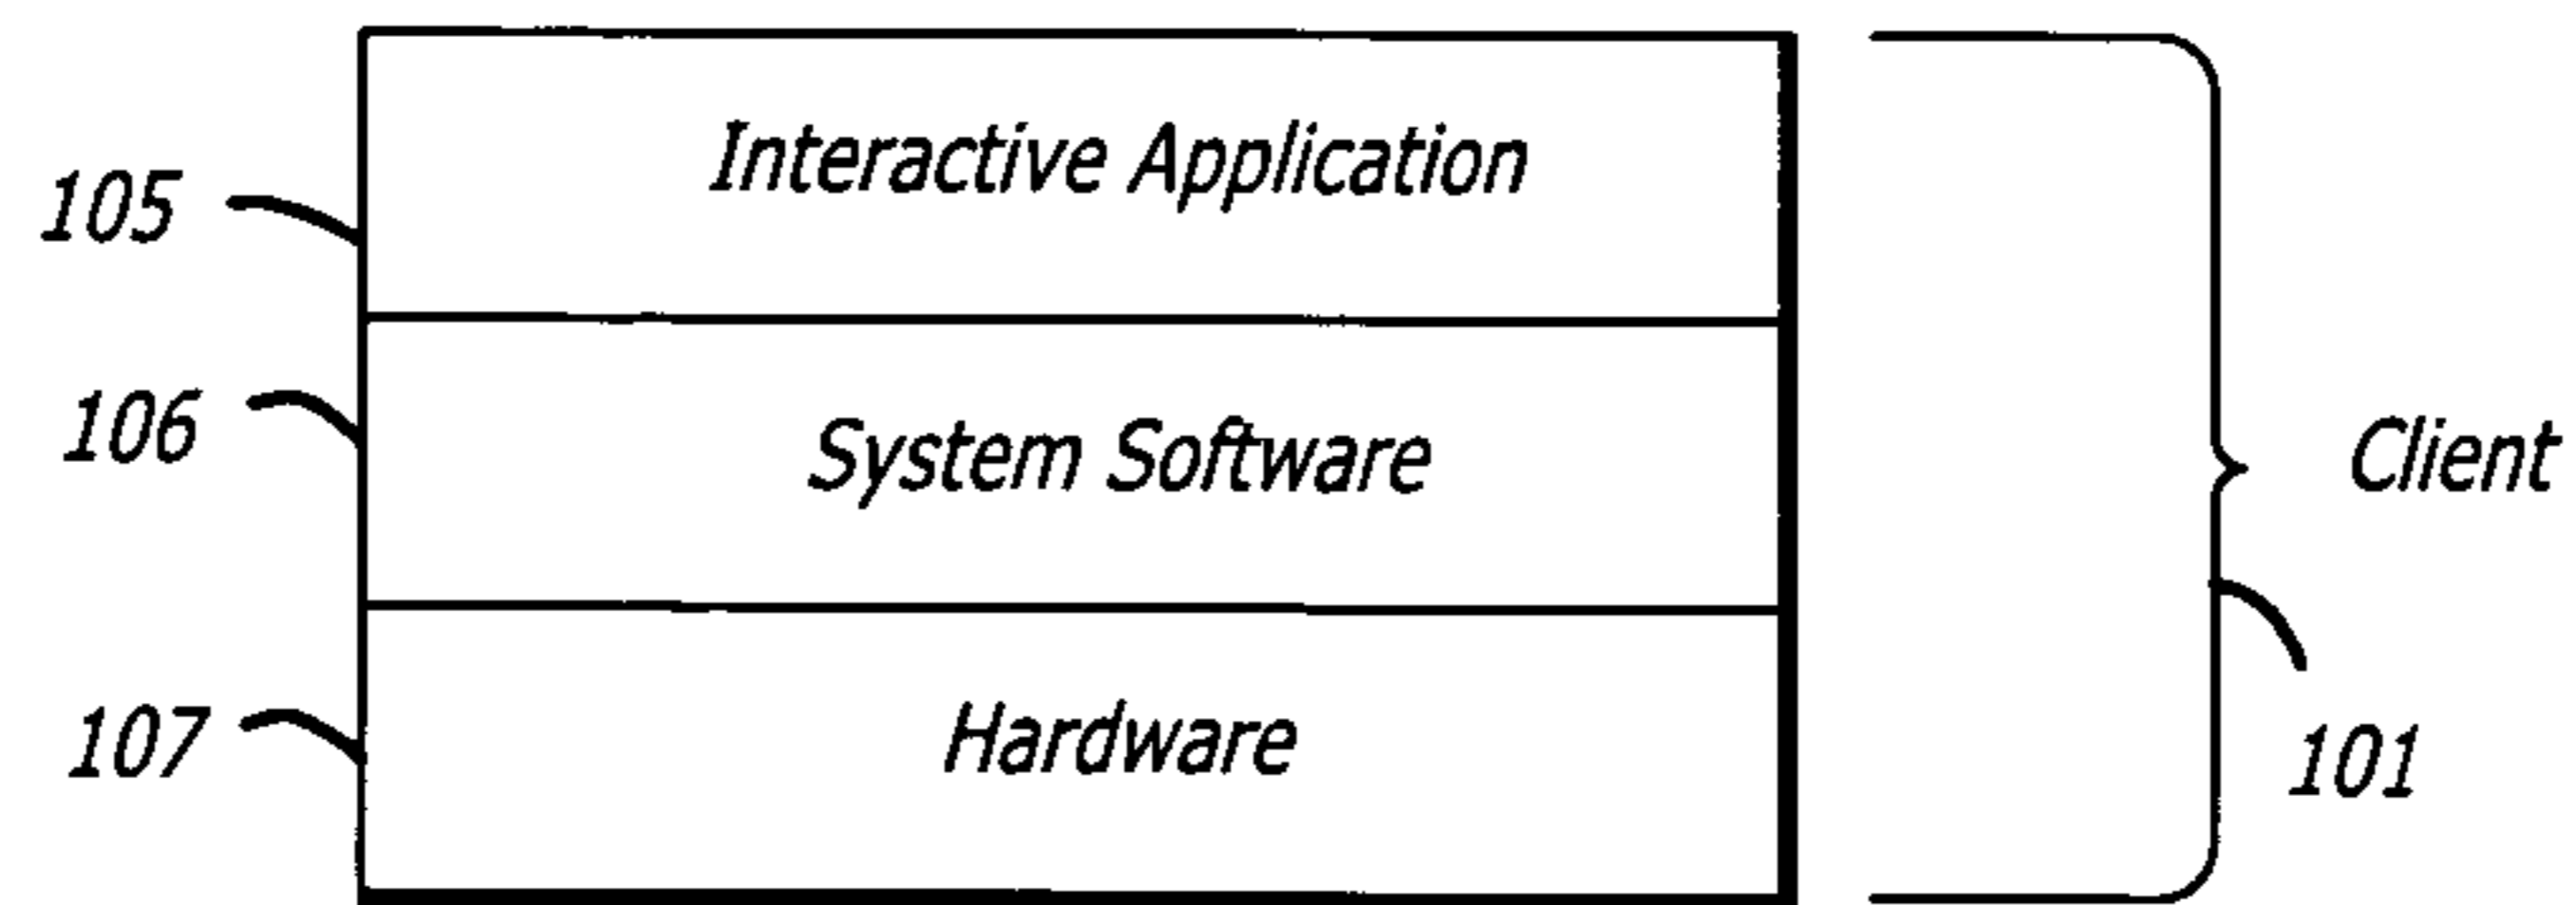 Interactive Application
105
106
System Software
Client
107
Hardware
101